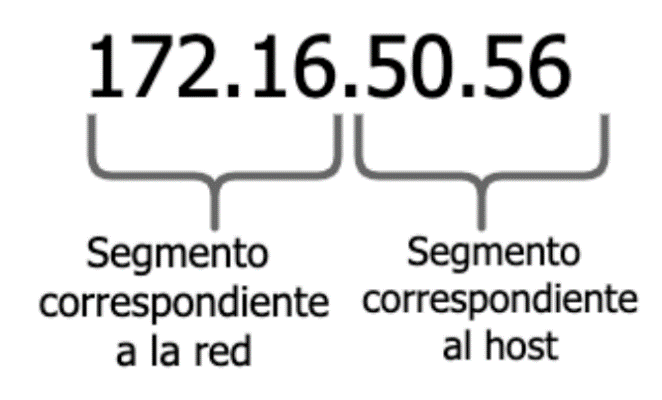 172.16.50.56
Segmento
correspondiente
a la red
Segmento
correspondiente
al host